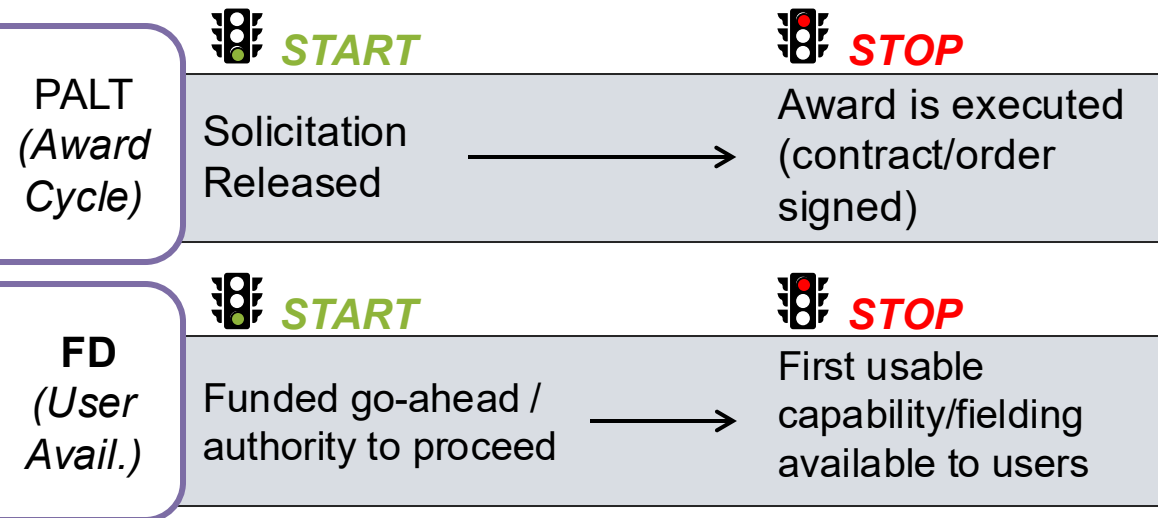 START
STOP
PALT
(Award
Cycle)
Solicitation
Released
Award is executed
(contract/order
signed)
START
STOP
FD
(User
Avail.)
Funded go-ahead /
authority to proceed
First usable
capability/fielding
available to users